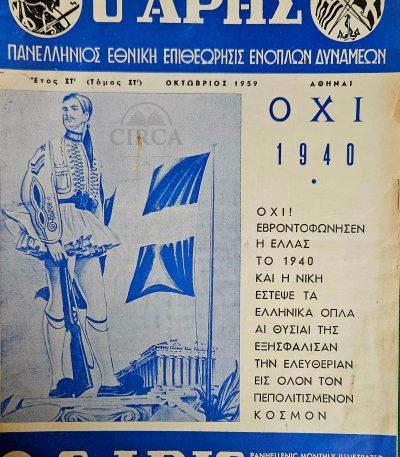 Ο ΑΡΗΣ
ΠΑΝΕΛΛΗΝΙΟΣ ΕΘΝΙΚΗ ΕΠΙΘΕΩΡΗΣΙΣ ΕΝΟΠΛΩΝ ΔΥΝΑΜΕΩΝ
Ἔτος ΣΤ' (Τόμος ΣΤ') ΟΚΤΩΒΡΙΟΣ 1959 ΑΘΗΝΑΙ
CIRCA
ΟΧΙ
1940
ΟΧΙ!
ΕΒΡΟΝΤΟΦΩΝΗΣΕΝ
Η ΕΛΛΑΣ
ΤΟ 1940
ΚΑΙ Η ΝΙΚΗ
ΕΣΤΕΨΕ ΤΑ
ΕΛΛΗΝΙΚΑ ΟΠΛΑ
ΑΙ ΘΥΣΙΑΙ ΤΗΣ
ΕΞΗΣΦΑΛΙΣΑΝ
ΤΗΝ ΕΛΕΥΘΕΡΙΑΝ
ΕΙΣ ΟΛΟΝ ΤΟΝ
ΠΕΠΟΛΙΤΙΣΜΕΝΟΝ
ΚΟΣΜΟΝ
PANHELLENIC MONTHLY ILLUSTRATED